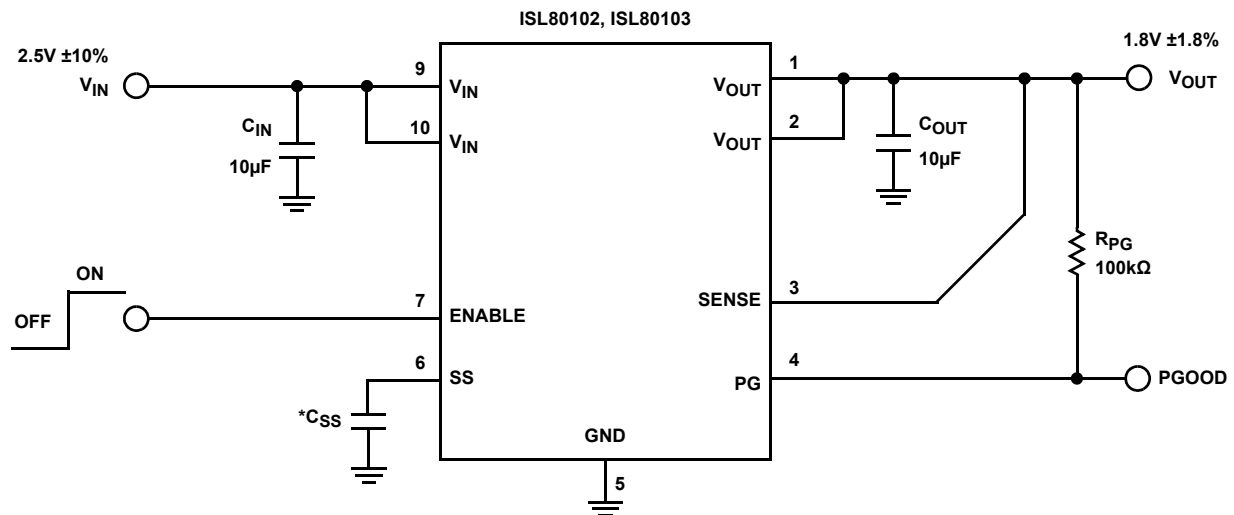 ISL80102, ISL80103
2.5V ±10%
VIN
CIN
10µF
9
VIN
10
VIN
1
VOUT
2
VOUT
1.8V ±1.8%
VOUT
COUT
10µF
RPG
100kΩ
ON
OFF
7
ENABLE
6
SS
*CSS
SENSE
3
PG
4
PGOOD
GND
5